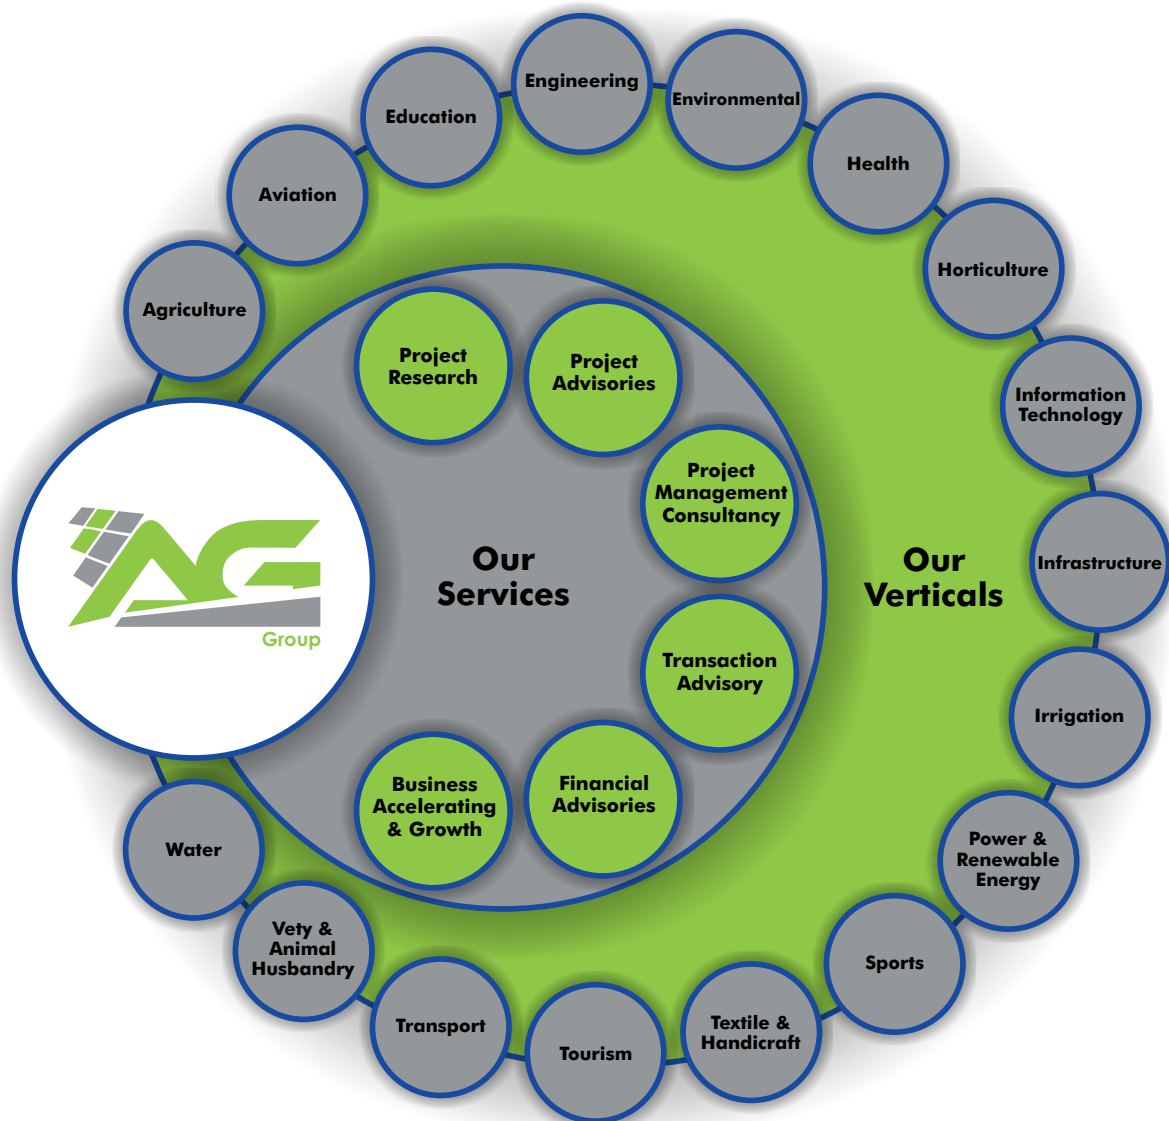 Engineering
Environmental
Education
Health
Aviation
Horticulture
Agriculture
Information
Technology
Infrastructure
Irrigation
Power &
Renewable
Energy
Sports
Textile &
Handicraft
Tourism
Transport
Vety &
Animal
Husbandry
Water
AG
Group
Our
Services
Project
Research
Project
Advisories
Project
Management
Consultancy
Transaction
Advisory
Financial
Advisories
Business
Accelerating
& Growth
Our
Verticals